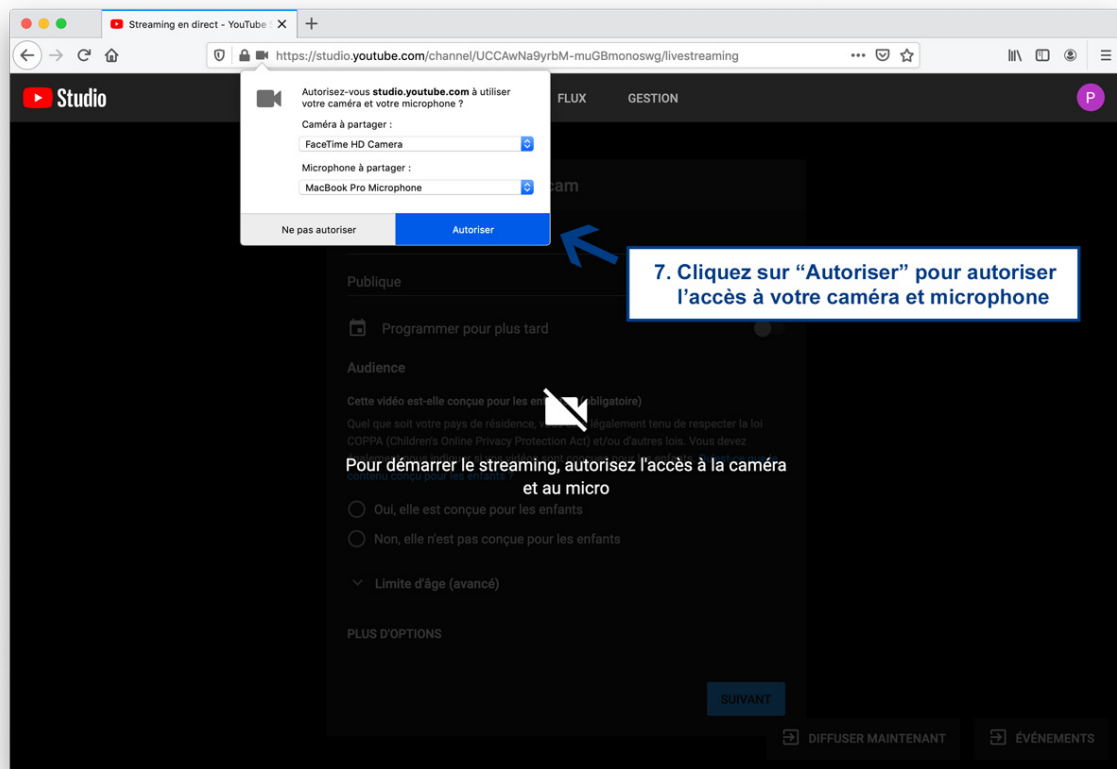 Streaming en direct - YouTube
https://studio.youtube.com/channel/UCCAwNa9yrbM-muGBmonoswg/livestreaming
Studio
FLUX
GESTION
P
Autorisez-vous studio.youtube.com à utiliser
votre caméra et votre microphone ?
Caméra à partager :
FaceTime HD Camera
Microphone à partager :
MacBook Pro Microphone
Ne pas autoriser
Autoriser
7. Cliquez sur “Autoriser” pour autoriser
l’accès à votre caméra et microphone
Publique
Programmer pour plus tard
Audience
Cette vidéo est-elle conçue pour les (obligatoire)
Quel que soit votre pays de résidence, légalement tenu de respecter la loi
COPPA (Children's Online Privacy Protection Act) et/ou d'autres lois. Vous devez
Pour démarrer le streaming, autorisez l'accès à la caméra
et au micro
contenu conçu pour les enfants ?
Oui, elle est conçue pour les enfants
Non, elle n'est pas conçue pour les enfants
Limite d'âge (avancé)
PLUS D'OPTIONS
SUIVANT
DIFFUSER MAINTENANT
ÉVÉNEMENTS